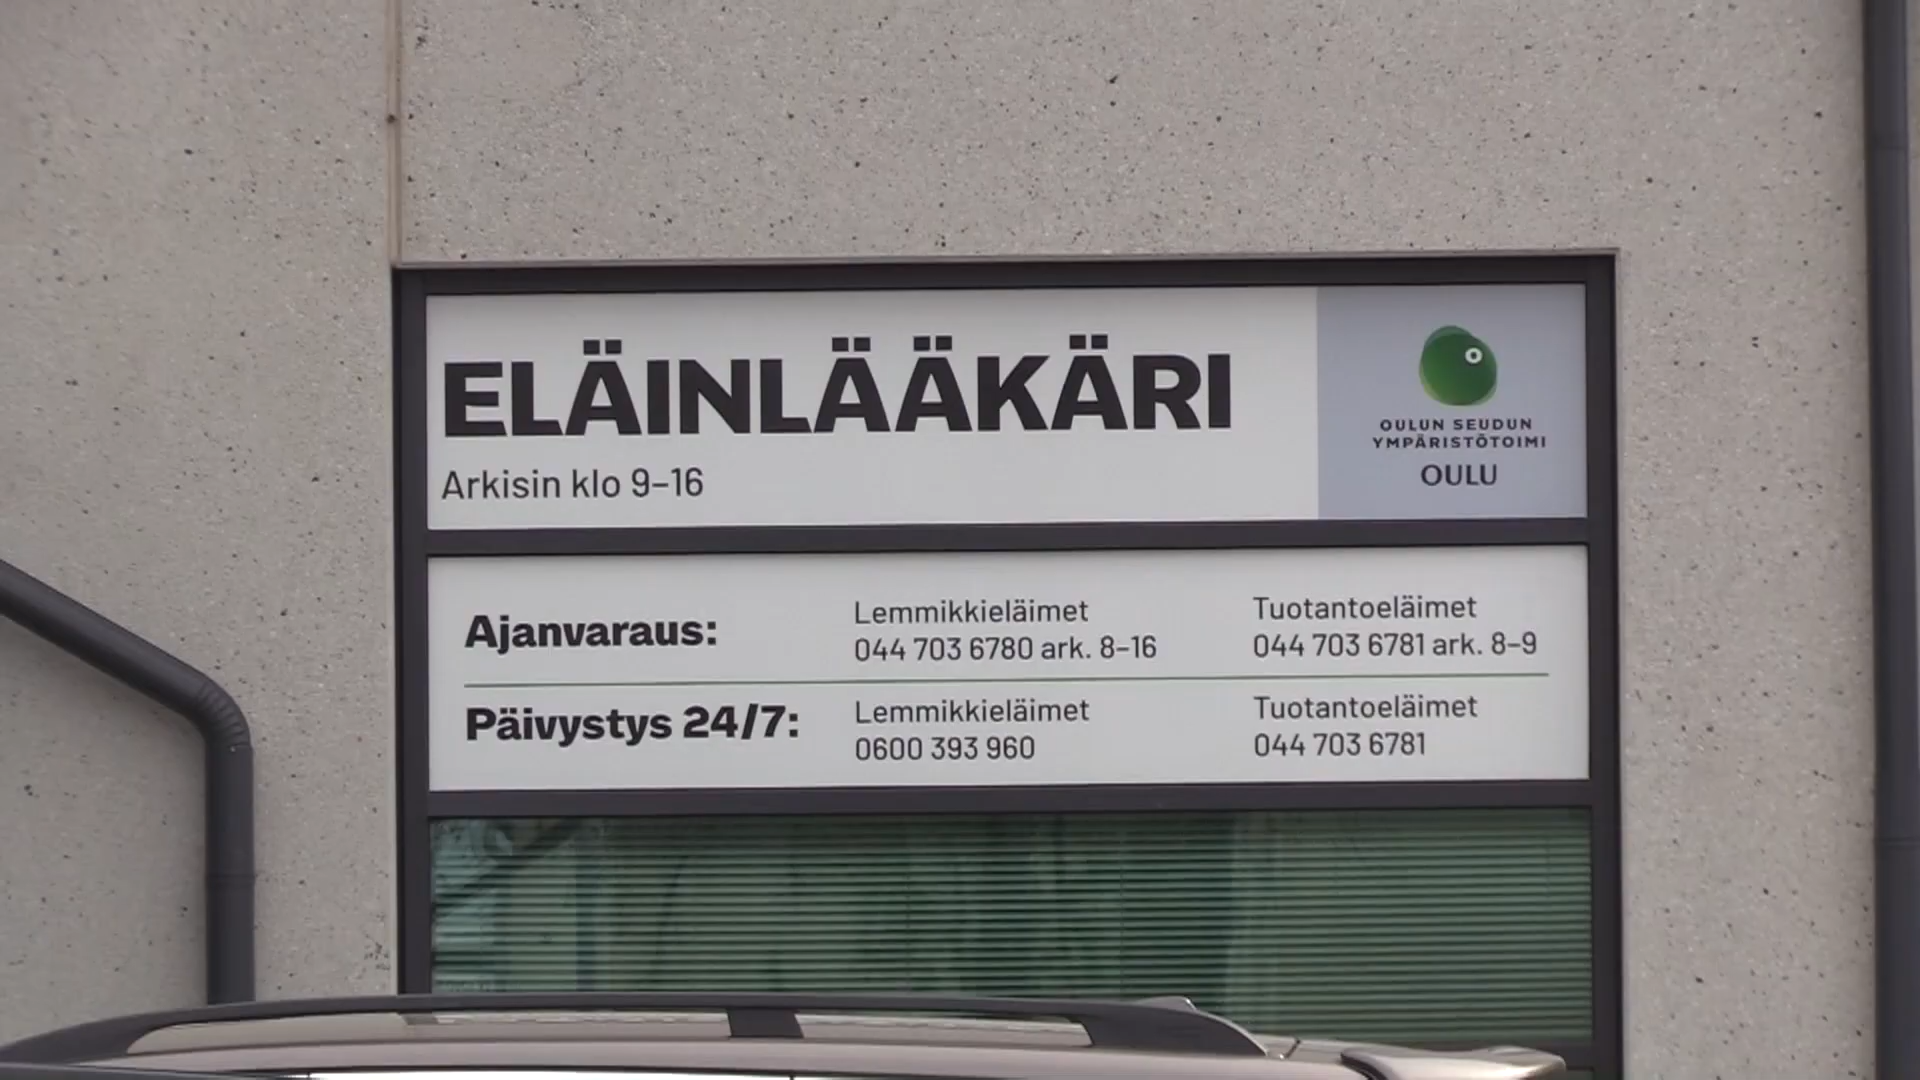 ELÄINLÄÄKÄRI
Arkisin klo 9–16
OULUN SEUDUN
YMPÄRISTÖTOIMI
OULU
Ajanvaraus:
Lemmikkieläimet
044 703 6780 ark. 8–16
Tuotantoeläimet
044 703 6781 ark. 8–9
Päivystys 24/7:
Lemmikkieläimet
0600 393 960
Tuotantoeläimet
044 703 6781